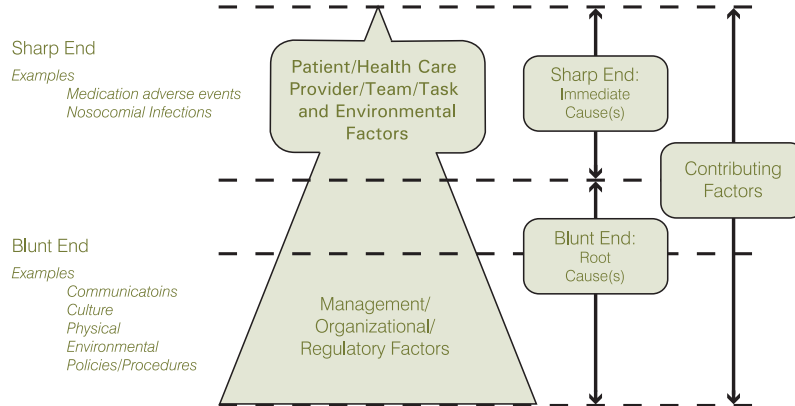 Sharp End
Examples
Medication adverse events
Nosocomial Infections
Patient/Health Care
Provider/Team/Task
and Environmental
Factors
Sharp End:
Immediate
Cause(s)
Contributing
Factors
Blunt End
Examples
Communicatoins
Culture
Physical
Environmental
Policies/Procedures
Management/
Organizational/
Regulatory Factors
Blunt End:
Root
Cause(s)